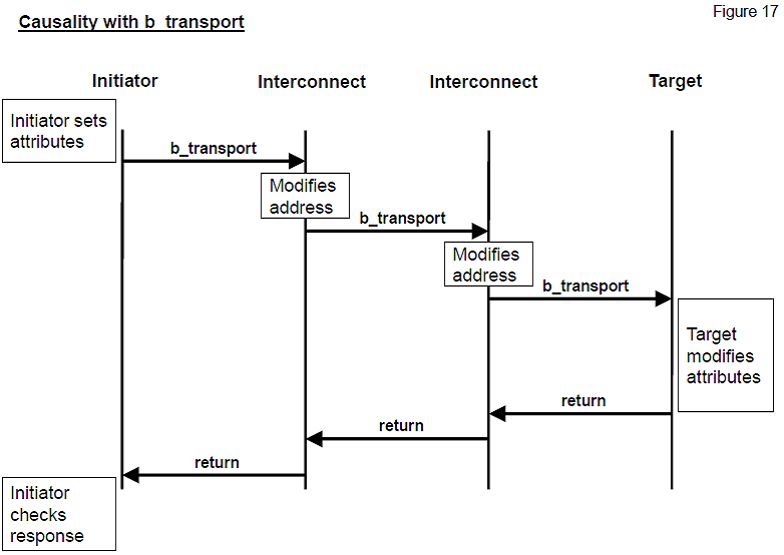 Figure 17
Causality with b_transport
Initiator
Interconnect
Interconnect
Target
Initiator sets
attributes
b_transport
Modifies
address
b_transport
Modifies
address
b_transport
Target
modifies
attributes
return
return
return
Initiator
checks
response